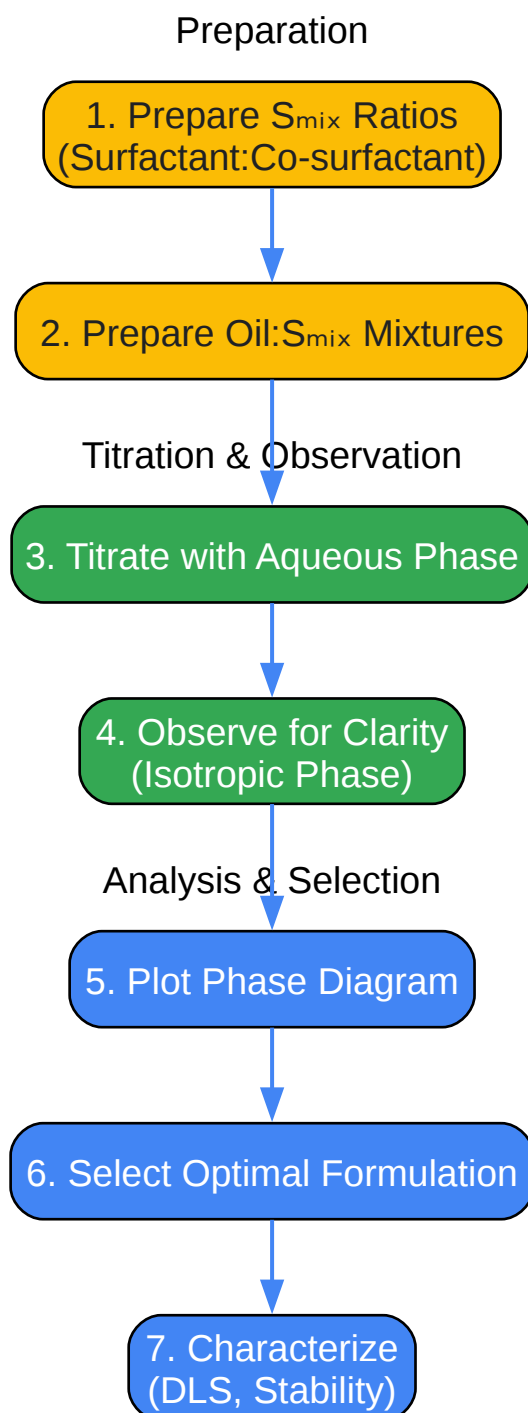 Preparation
1. Prepare Sₘᵢₓ Ratios
(Surfactant:Co-surfactant)
2. Prepare Oil:Sₘᵢₓ Mixtures
Titration & Observation
3. Titrate with Aqueous Phase
4. Observe for Clarity
(Isotropic Phase)
Analysis & Selection
5. Plot Phase Diagram
6. Select Optimal Formulation
7. Characterize
(DLS, Stability)